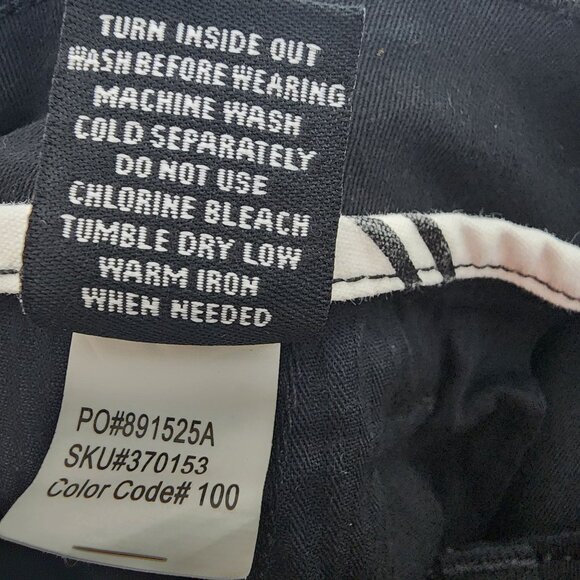 TURN INSIDE OUT
WASH BEFORE WEARING
MACHINE WASH
COLD SEPARATELY
DO NOT USE
CHLORINE BLEACH
TUMBLE DRY LOW
WARM IRON
WHEN NEEDED
PO#891525A
SKU#370153
Color Code# 100